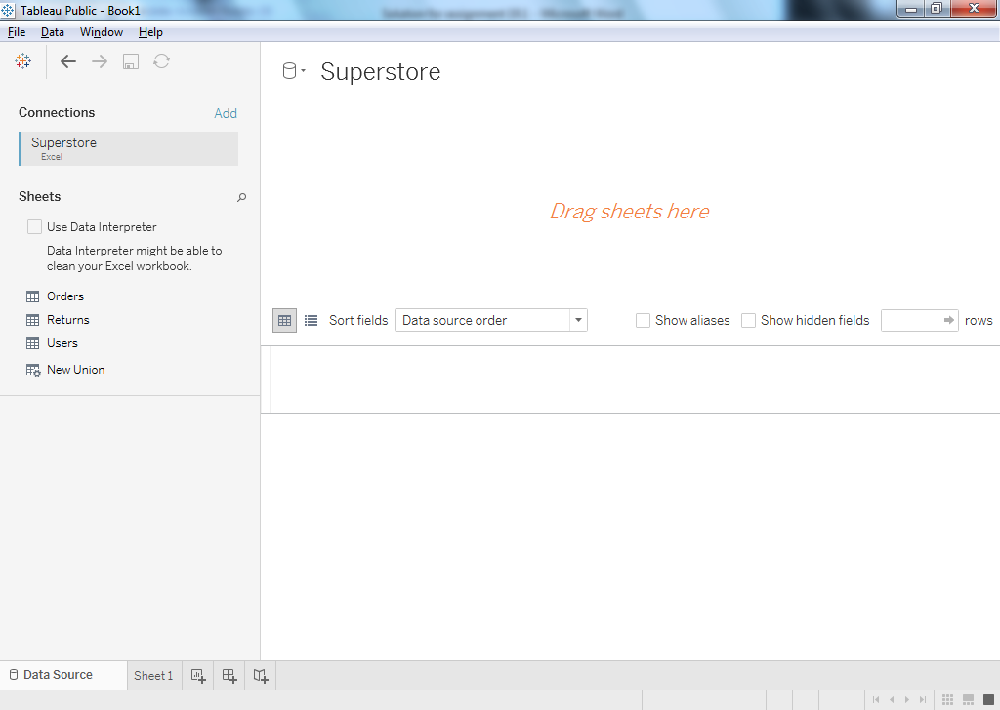 Tableau Public - Book1
File Data Window Help
Superstore
Connections Add
Superstore
Excel
Sheets
Use Data Interpreter
Data Interpreter might be able to
clean your Excel workbook.
Drag sheets here
Orders
Returns
Users
New Union
Sort fields Data source order Show aliases Show hidden fields rows
Data Source Sheet 1